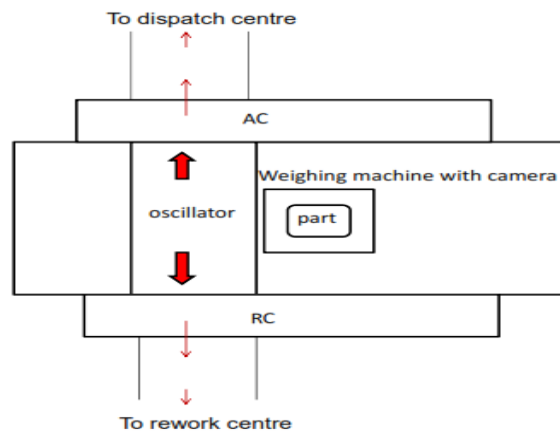 To dispatch centre
AC
Weighing machine with camera
oscillator
part
RC
To rework centre